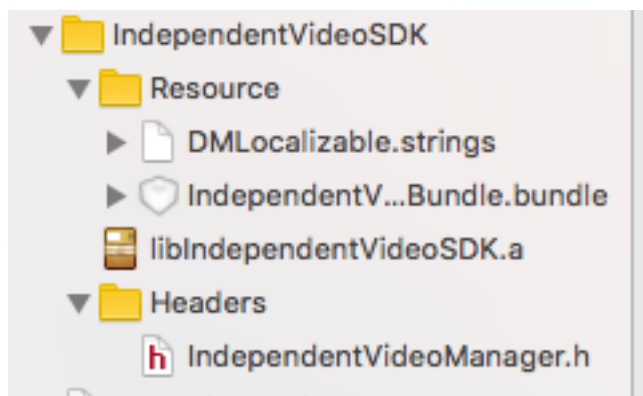 IndependentVideoSDK
Resource
DMLocalizable.strings
IndependentV...Bundle.bundle
libIndependentVideoSDK.a
Headers
h IndependentVideoManager.h